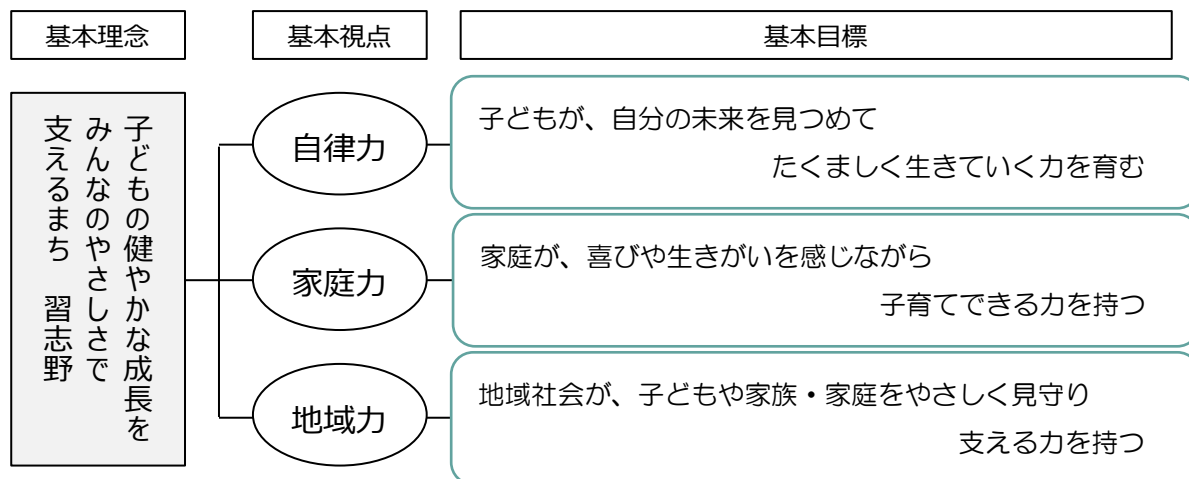 基本理念
基本視点
基本目標
子どもの健やかな成長を
みんなのやさしさで
支えるまち　習志野
自律力
子どもが、自分の未来を見つめて
たくましく生きていく力を育む
家庭力
家庭が、喜びや生きがいを感じながら
子育てできる力を持つ
地域力
地域社会が、子どもや家族・家庭をやさしく見守り
支える力を持つ